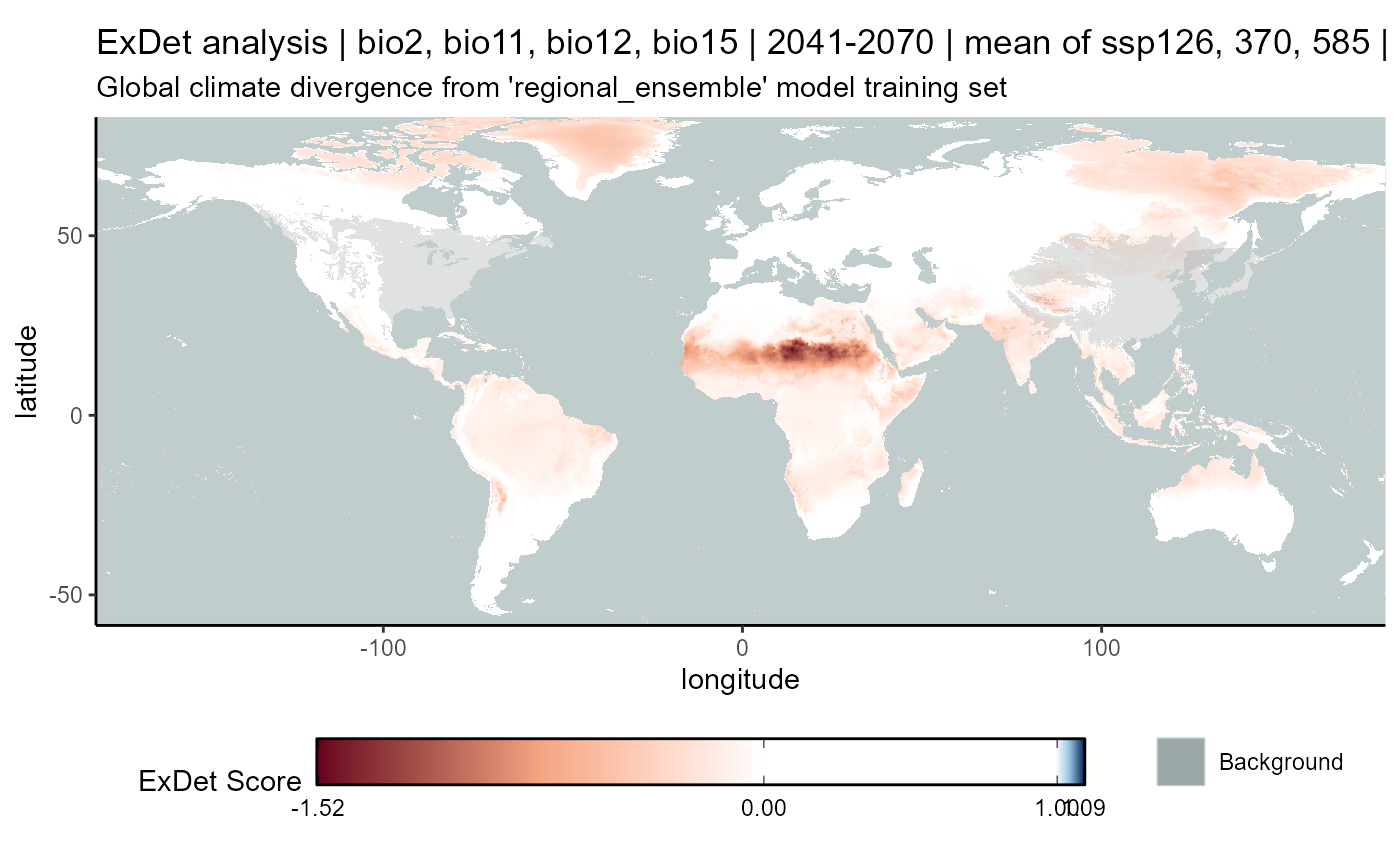 ExDet analysis | bio2, bio11, bio12, bio15 | 2041-2070 | mean of ssp126, 370, 585 |
Global climate divergence from 'regional_ensemble' model training set
latitude
50
0
-50
-100
0
100
longitude
ExDet Score
-1.52
0.00
1.00
1.09
Background